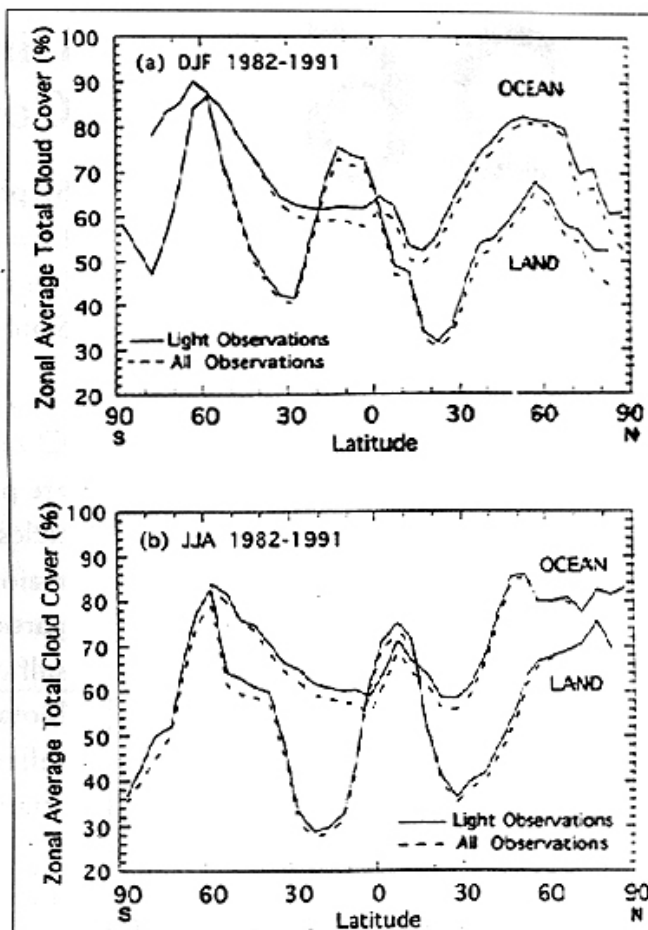 Zonal Average Total Cloud Cover (%)
100
90
80
70
60
50
40
30
20
(a) DJF 1982-1991
OCEAN
LAND
Light Observations
All Observations
90 60 30 0 30 60 90
S N
Latitude
Zonal Average Total Cloud Cover (%)
100
90
80
70
60
50
40
30
20
(b) JJA 1982-1991
OCEAN
LAND
Light Observations
All Observations
90 60 30 0 30 60 90
S N
Latitude